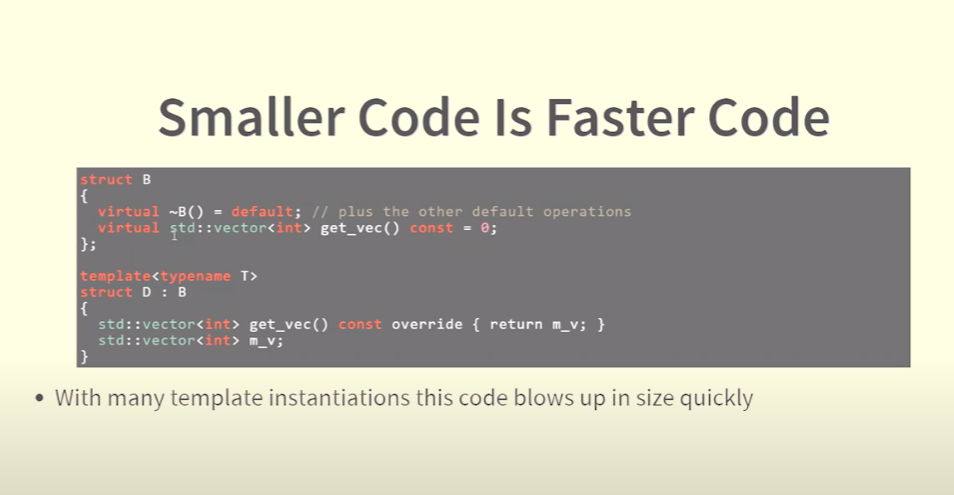 Smaller Code Is Faster Code
struct B
{
  virtual ~B() = default; // plus the other default operations
  virtual std::vector<int> get_vec() const = 0;
};
template<typename T>
struct D : B
{
  std::vector<int> get_vec() const override { return m_v; }
  std::vector<int> m_v;
}
• With many template instantiations this code blows up in size quickly